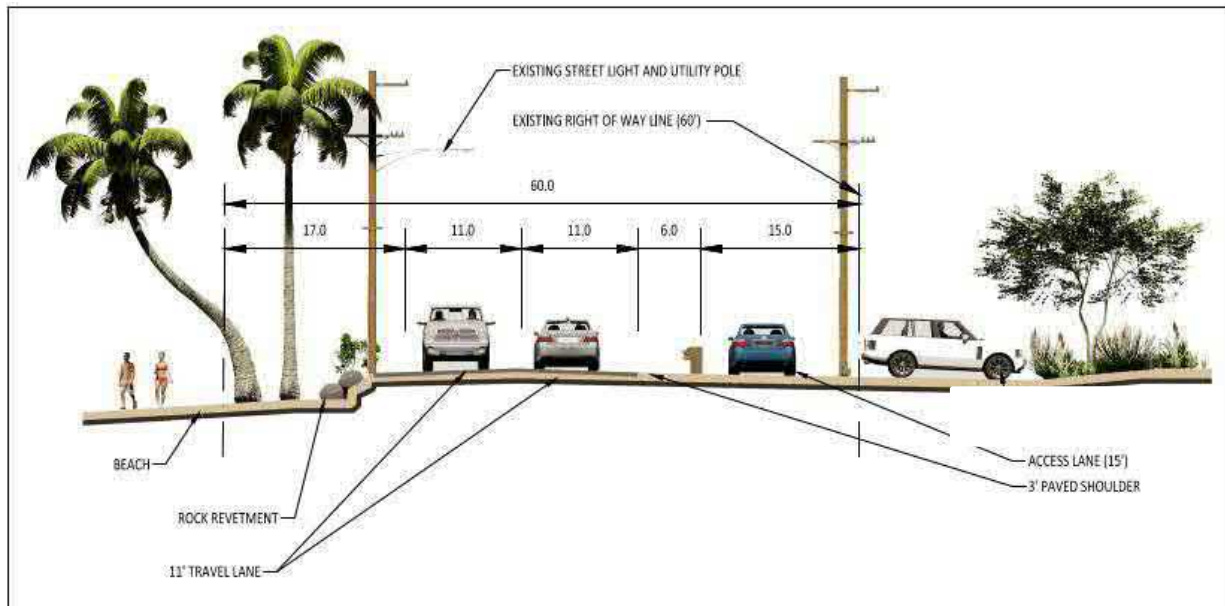 EXISTING STREET LIGHT AND UTILITY POLE
EXISTING RIGHT OF WAY LINE (60')
60.0
17.0
11.0
11.0
6.0
15.0
BEACH
ACCESS LANE (15')
3' PAVED SHOULDER
ROCK REVETMENT
11' TRAVEL LANE